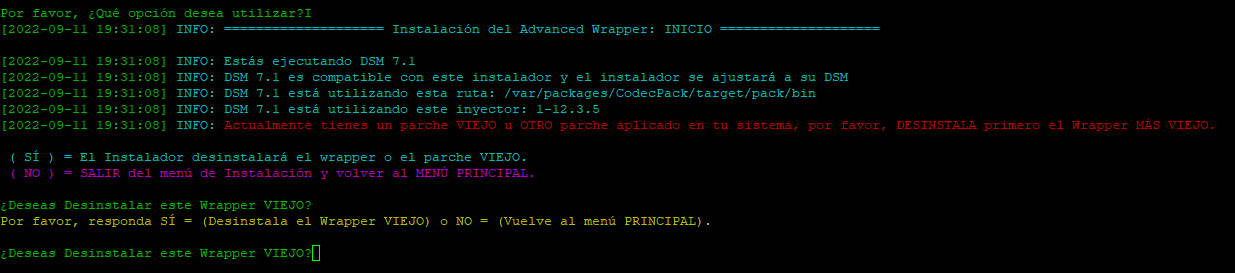 Por favor, ¿Qué opción desea utilizar?I
[2022-09-11 19:31:08] INFO: ==================== Instalación del Advanced Wrapper: INICIO ====================
[2022-09-11 19:31:08] INFO: Estás ejecutando DSM 7.1
[2022-09-11 19:31:08] INFO: DSM 7.1 es compatible con este instalador y el instalador se ajustará a su DSM
[2022-09-11 19:31:08] INFO: DSM 7.1 está utilizando esta ruta: /var/packages/CodecPack/target/pack/bin
[2022-09-11 19:31:08] INFO: DSM 7.1 está utilizando este inyector: 1-12.3.5
[2022-09-11 19:31:08] INFO: Actualmente tienes un parche VIEJO u OTRO parche aplicado en tu sistema, por favor, DESINSTALA primero el Wrapper MÁS VIEJO.
( SÍ ) = El Instalador desinstalará el wrapper o el parche VIEJO.
( NO ) = SALIR del menú de Instalación y volver al MENÚ PRINCIPAL.
¿Deseas Desinstalar este Wrapper VIEJO?
Por favor, responda SÍ = (Desinstala el Wrapper VIEJO) o NO = (Vuelve al menú PRINCIPAL).
¿Deseas Desinstalar este Wrapper VIEJO?